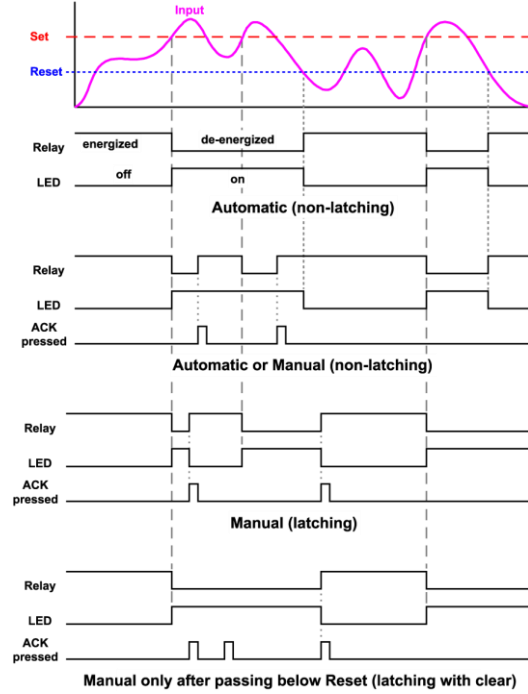 Input
Set
Reset
Relay energized de-energized
LED off on
Automatic (non-latching)
Relay
LED
ACK
pressed
Automatic or Manual (non-latching)
Relay
LED
ACK
pressed
Manual (latching)
Relay
LED
ACK
pressed
Manual only after passing below Reset (latching with clear)